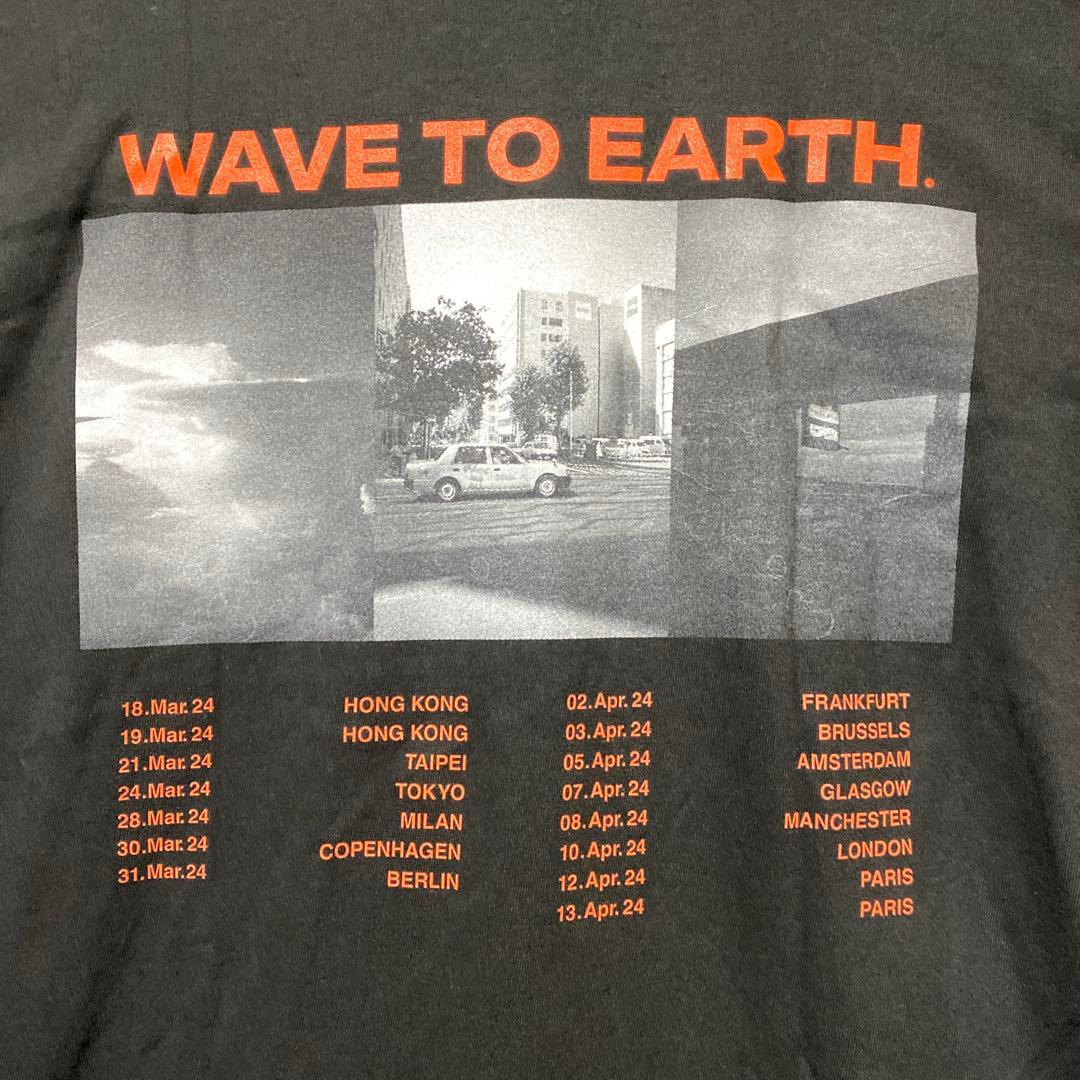 WAVE TO EARTH.
18.Mar.24 HONG KONG
19.Mar.24 HONG KONG
21.Mar.24 TAIPEI
24.Mar.24 TOKYO
28.Mar.24 MILAN
30.Mar.24 COPENHAGEN
31.Mar.24 BERLIN
02.Apr.24 FRANKFURT
03.Apr.24 BRUSSELS
05.Apr.24 AMSTERDAM
07.Apr.24 GLASGOW
08.Apr.24 MANCHESTER
10.Apr.24 LONDON
12.Apr.24 PARIS
13.Apr.24 PARIS